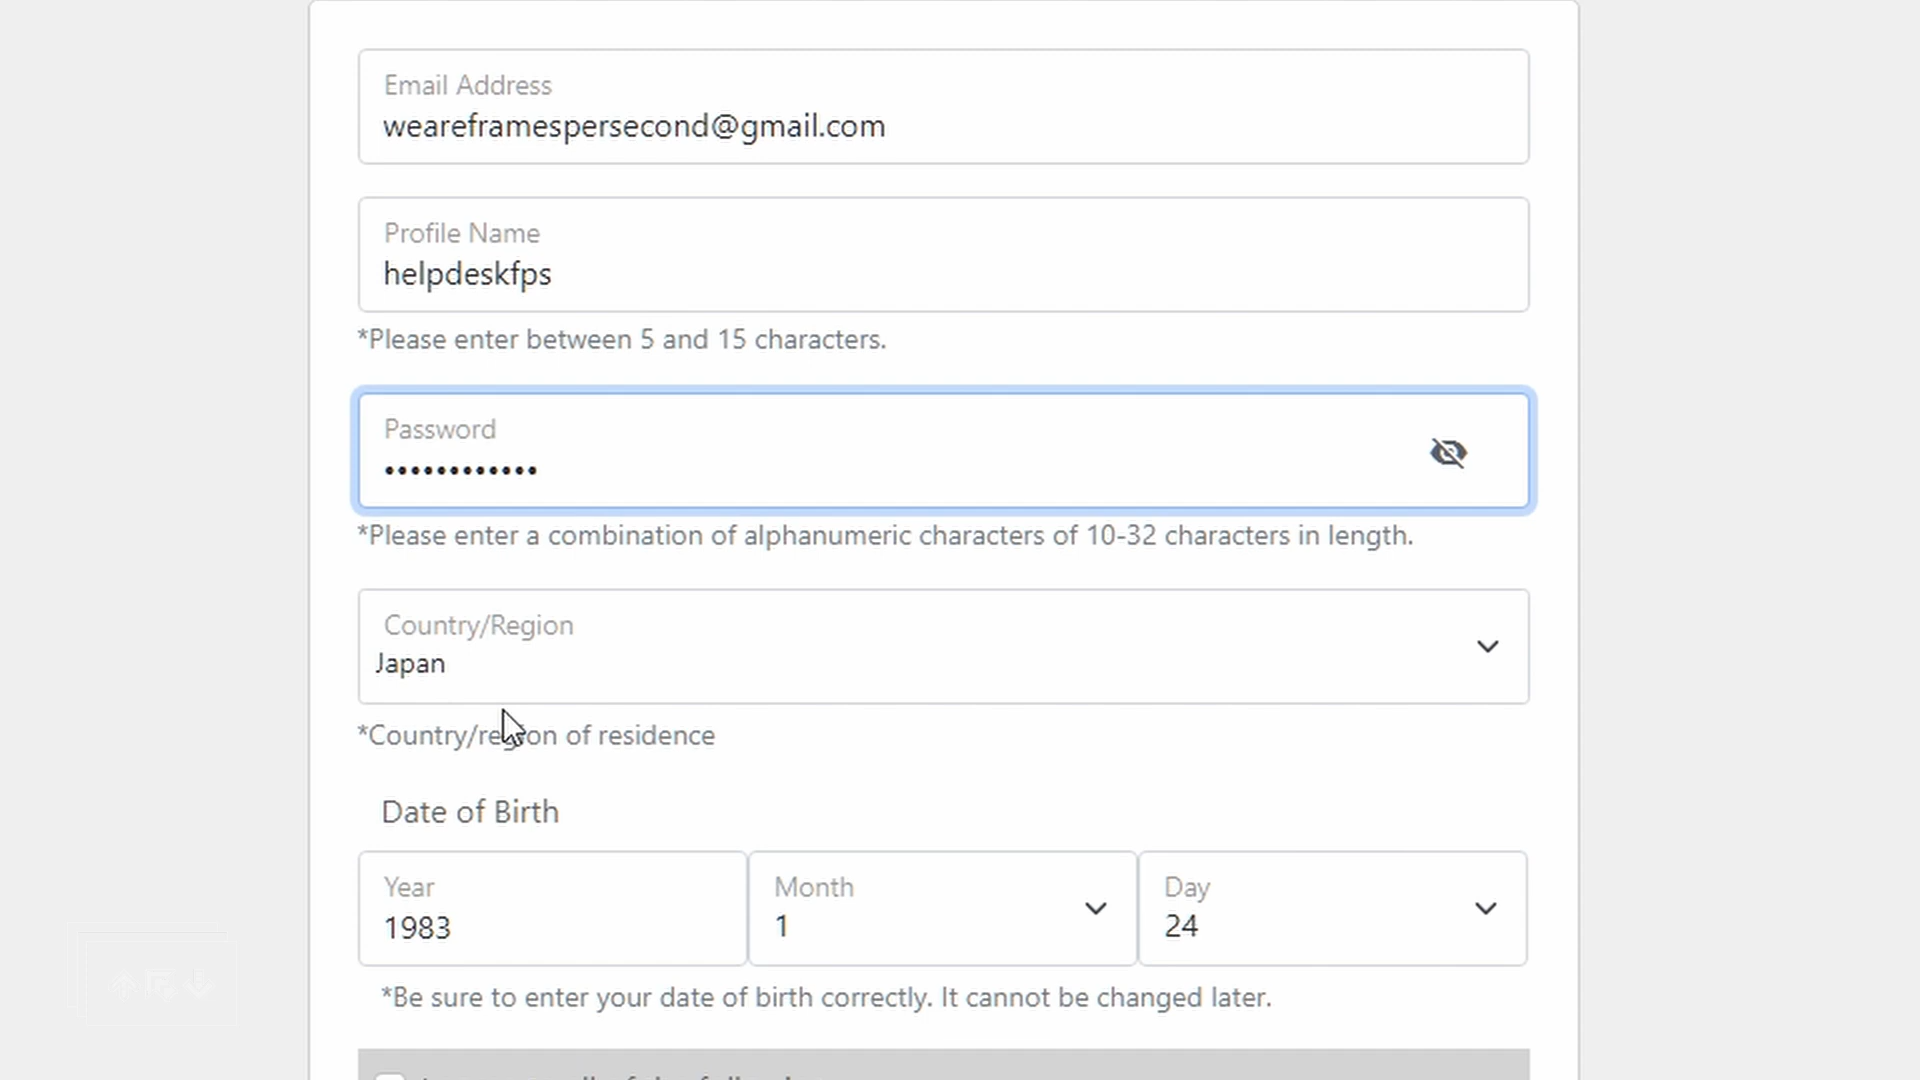 Email Address
weareframespersecond@gmail.com
Profile Name
helpdeskfps
*Please enter between 5 and 15 characters.
Password
••••••••••••
*Please enter a combination of alphanumeric characters of 10-32 characters in length.
Country/Region
Japan
*Country/region of residence
Date of Birth
Year
1983
Month
1
Day
24
*Be sure to enter your date of birth correctly. It cannot be changed later.